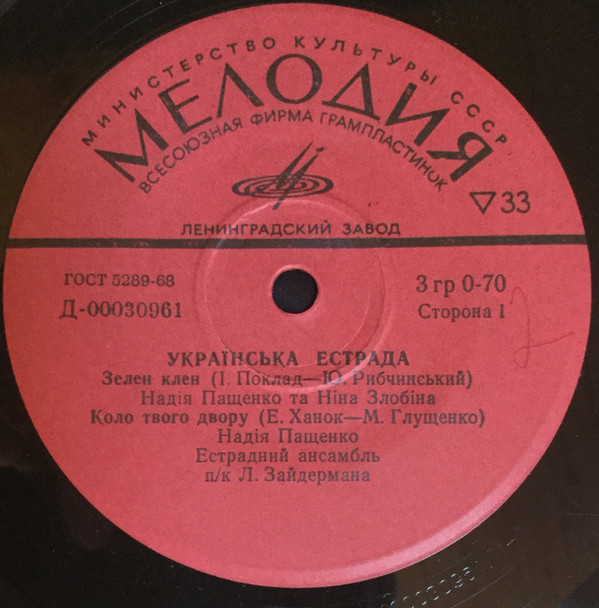 МИНИСТЕРСТВО КУЛЬТУРЫ СССР
МЕЛОДИЯ
ВСЕСОЮЗНАЯ ФИРМА ГРАМПЛАСТИНОК
33
ЛЕНИНГРАДСКИЙ ЗАВОД
ГОСТ 5289-68
3 гр 0-70
Д-00030961
Сторона 1
2
УКРАЇНСЬКА ЕСТРАДА
Зелен клен (І. Поклад—Ю. Рибчинський)
Надія Пащенко та Ніна Злобіна
Коло твого двору (Е. Ханок—М. Глущенко)
Надія Пащенко
Естрадний ансамбль
п/к Л. Зайдермана